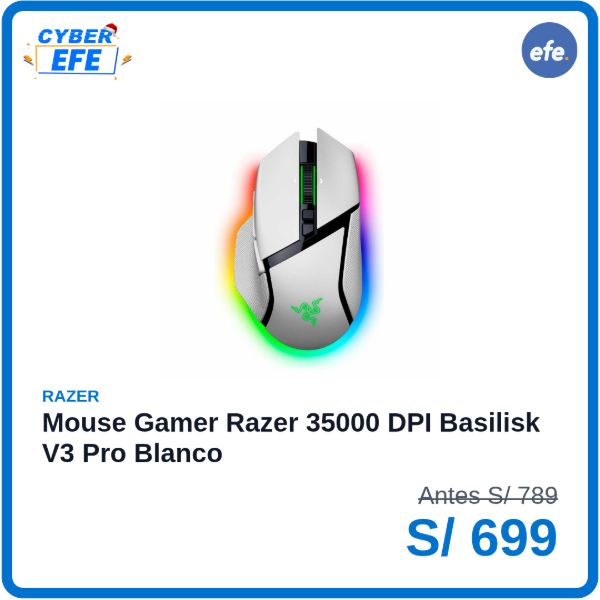 CYBER
EFE
efe.
RAZER
Mouse Gamer Razer 35000 DPI Basilisk
V3 Pro Blanco
Antes S/ 789
S/ 699